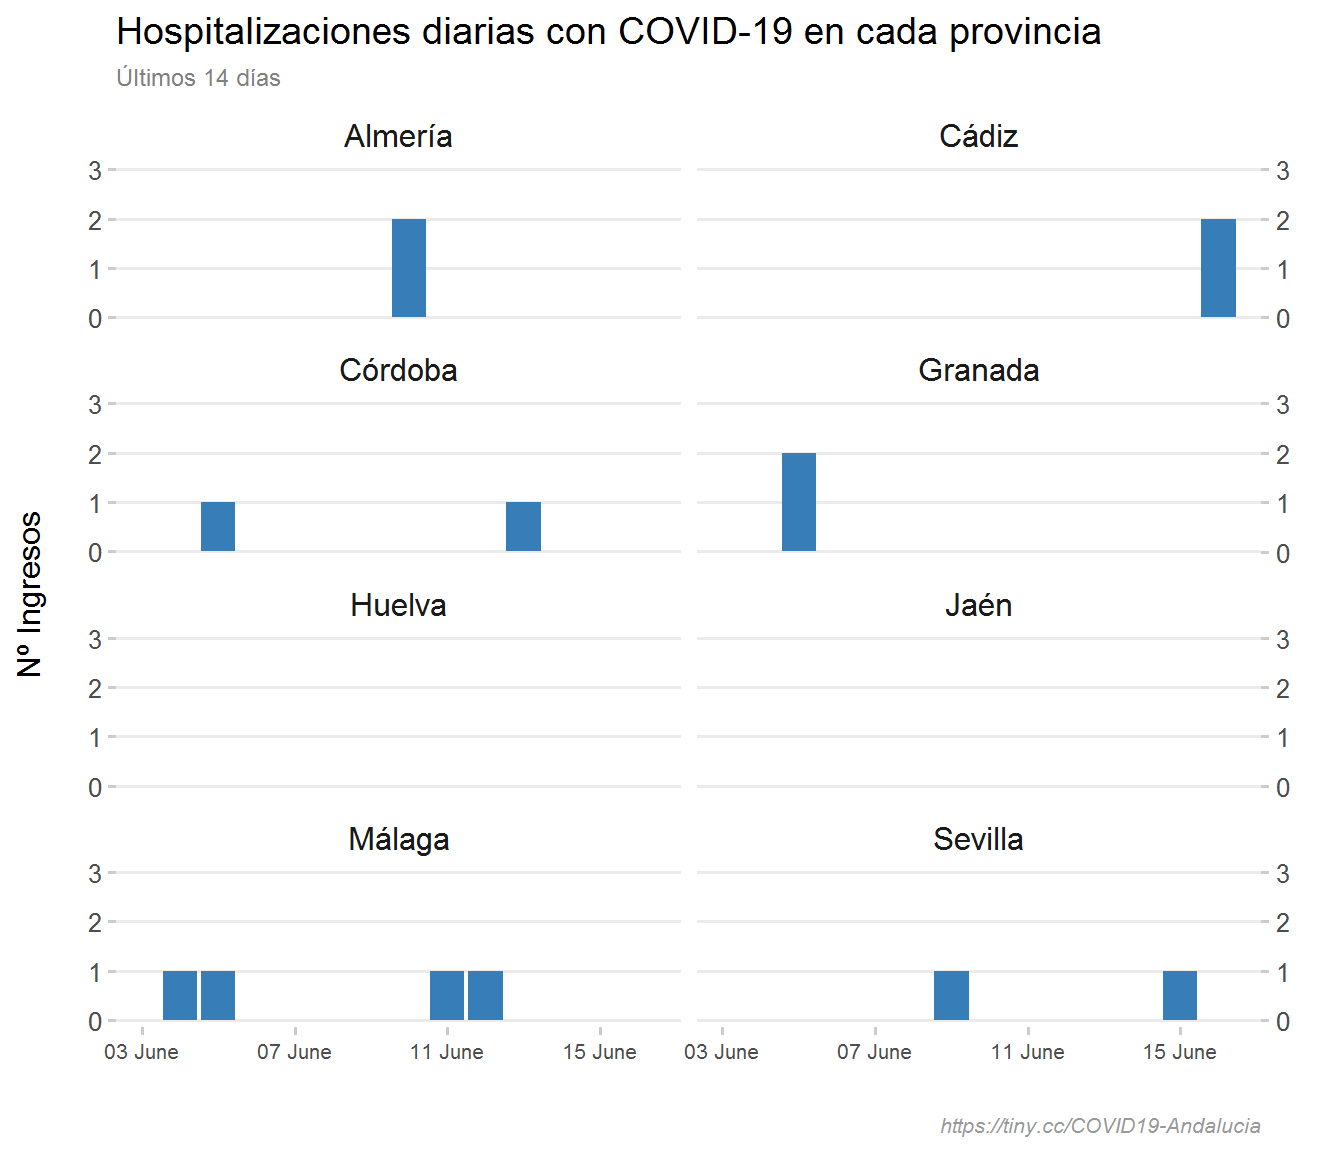 Hospitalizaciones diarias con COVID-19 en cada provincia
Últimos 14 días
Almería Cádiz
3 3
2 2
1 1
0 0
Córdoba Granada
3 3
2 2
1 1
0 0
Nº Ingresos
Huelva Jaén
3 3
2 2
1 1
0 0
Málaga Sevilla
3 3
2 2
1 1
0 0
03 June 07 June 11 June 15 June 03 June 07 June 11 June 15 June
https://tiny.cc/COVID19-Andalucia